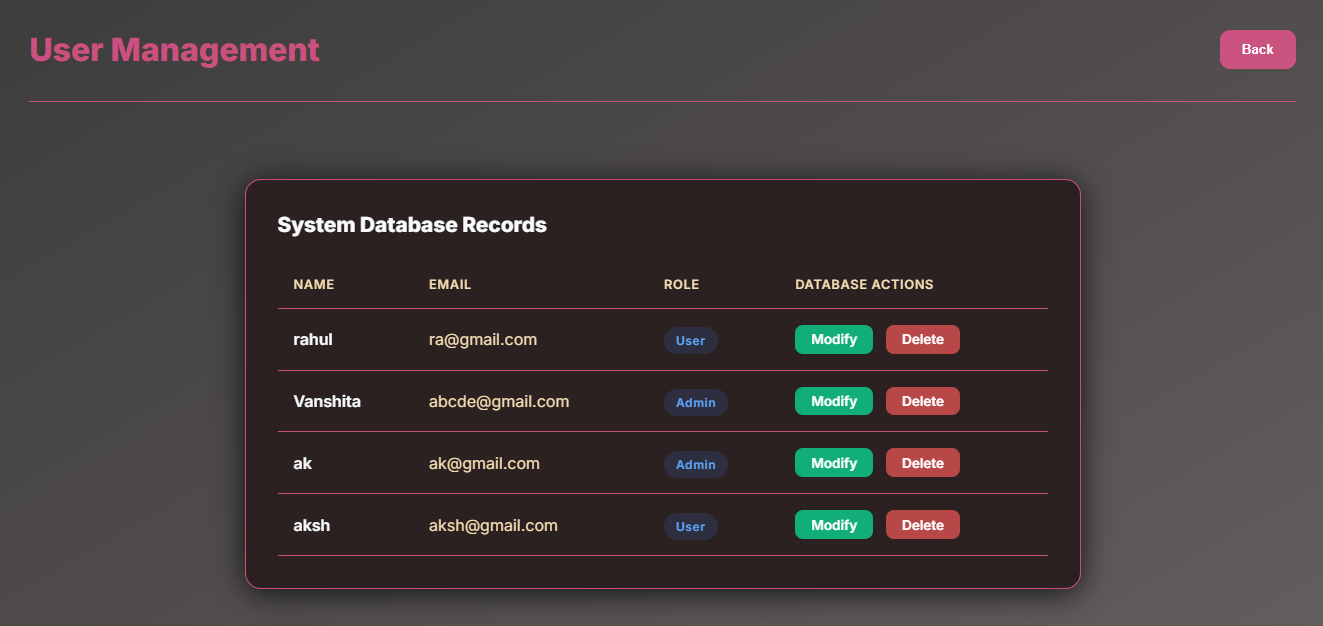 User Management
Back
System Database Records
NAME EMAIL ROLE DATABASE ACTIONS
rahul ra@gmail.com User Modify Delete
Vanshita abcde@gmail.com Admin Modify Delete
ak ak@gmail.com Admin Modify Delete
aksh aksh@gmail.com User Modify Delete